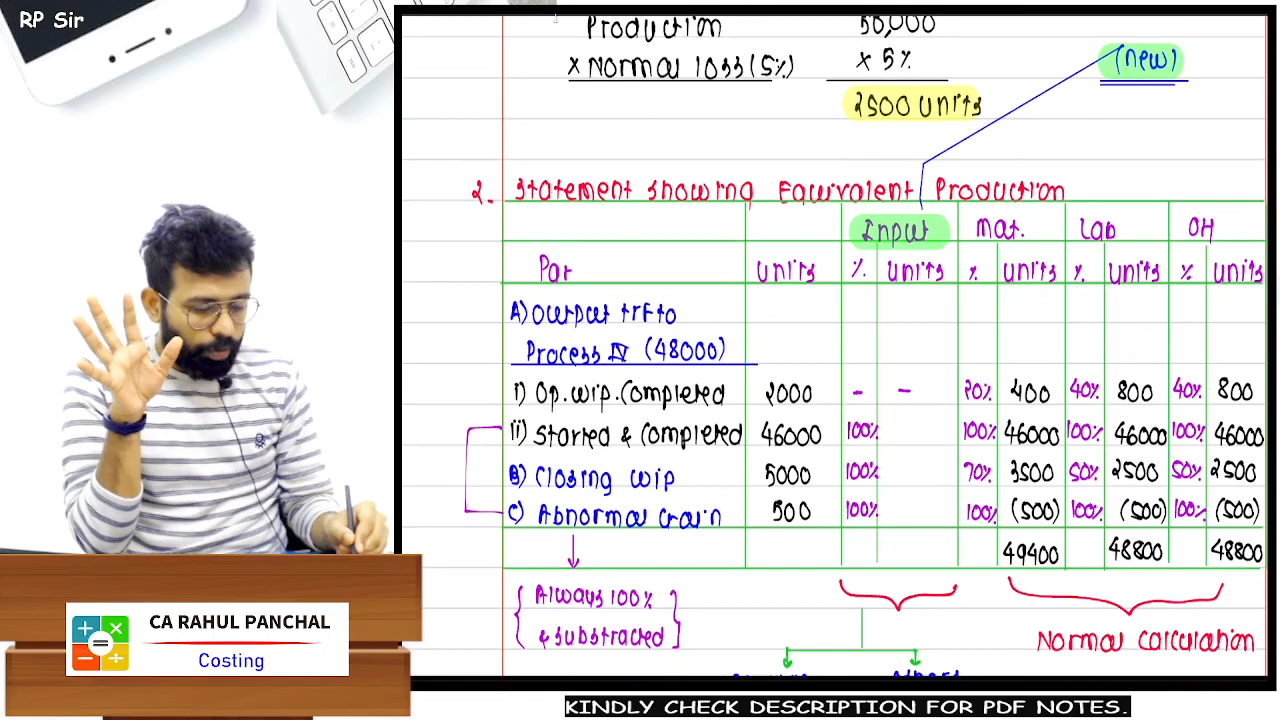 RP Sir
Production 50,000
x Normal loss (5%) x 5%
(new)
2500 units
2. Statement showing Equivalent Production
Input Mat. Lab OH
Par units % units % units % units % units
A) Output trf to
Process IV (48000)
i) Op. wip. Completed 2000 - - 20% 400 40% 800 40% 800
ii) Started & Completed 46000 100% 100% 46000 100% 46000 100% 46000
B) Closing wip 5000 100% 70% 3500 50% 2500 50% 2500
C) Abnormal Gain 500 100% 100% (500) 100% (500) 100% (500)
49400 48800 48800
{ Always 100%
& substracted }
Normal Calculation
CA RAHUL PANCHAL
Costing
KINDLY CHECK DESCRIPTION FOR PDF NOTES.